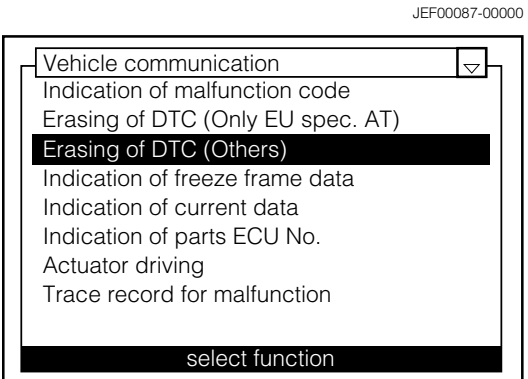 JEF00087-00000
Vehicle communication
Indication of malfunction code
Erasing of DTC (Only EU spec. AT)
Erasing of DTC (Others)
Indication of freeze frame data
Indication of current data
Indication of parts ECU No.
Actuator driving
Trace record for malfunction
select function